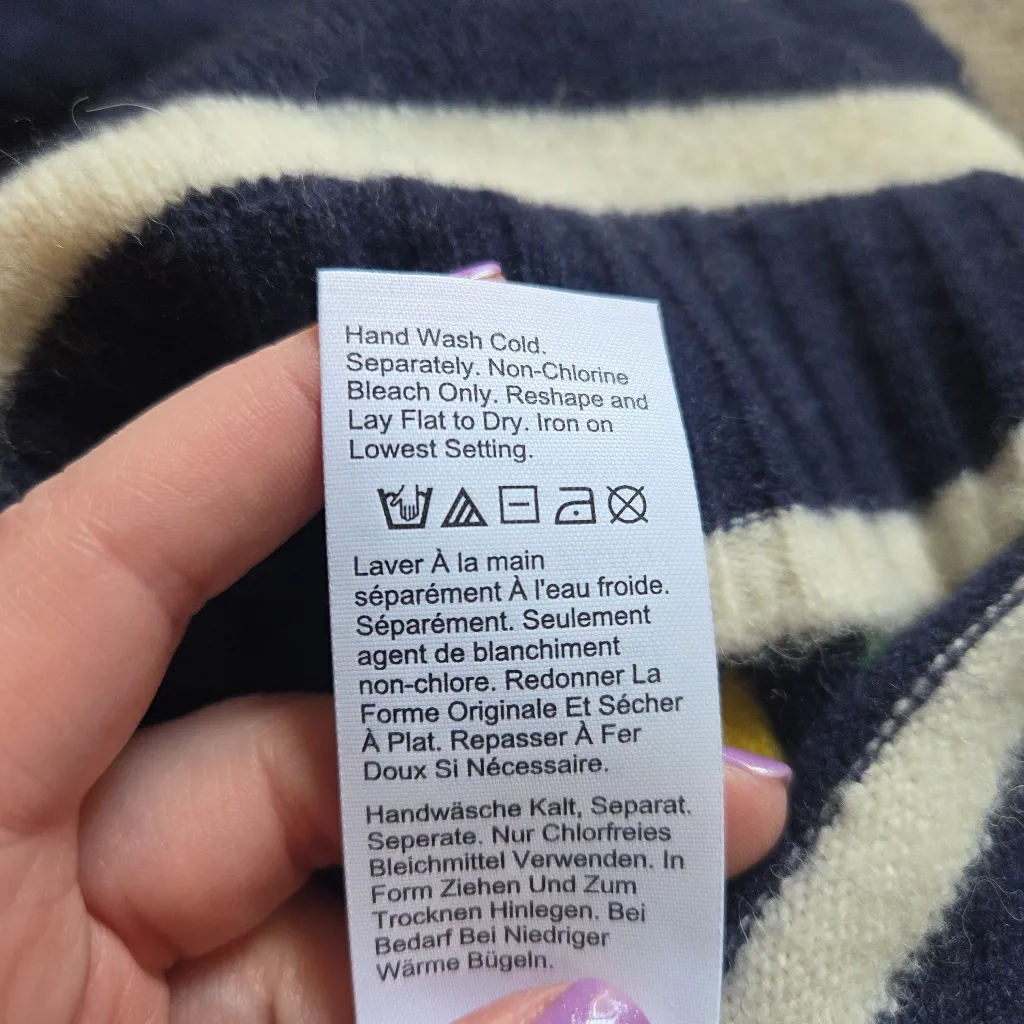 Hand Wash Cold.
Separately. Non-Chlorine
Bleach Only. Reshape and
Lay Flat to Dry. Iron on
Lowest Setting.
Laver À la main
séparément À l'eau froide.
Séparément. Seulement
agent de blanchiment
non-chlore. Redonner La
Forme Originale Et Sécher
À Plat. Repasser À Fer
Doux Si Nécessaire.
Handwäsche Kalt, Separat.
Seperate. Nur Chlorfreies
Bleichmittel Verwenden. In
Form Ziehen Und Zum
Trocknen Hinlegen. Bei
Bedarf Bei Niedriger
Wärme Bügeln.